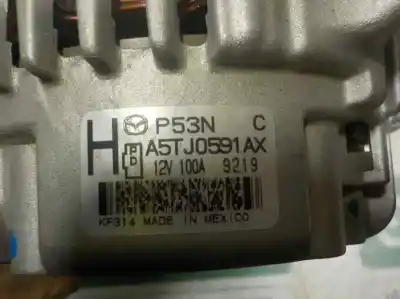 H P53N C
A5TJ0591AX
12V 100A 9219
KF314 MADE IN MEXICO